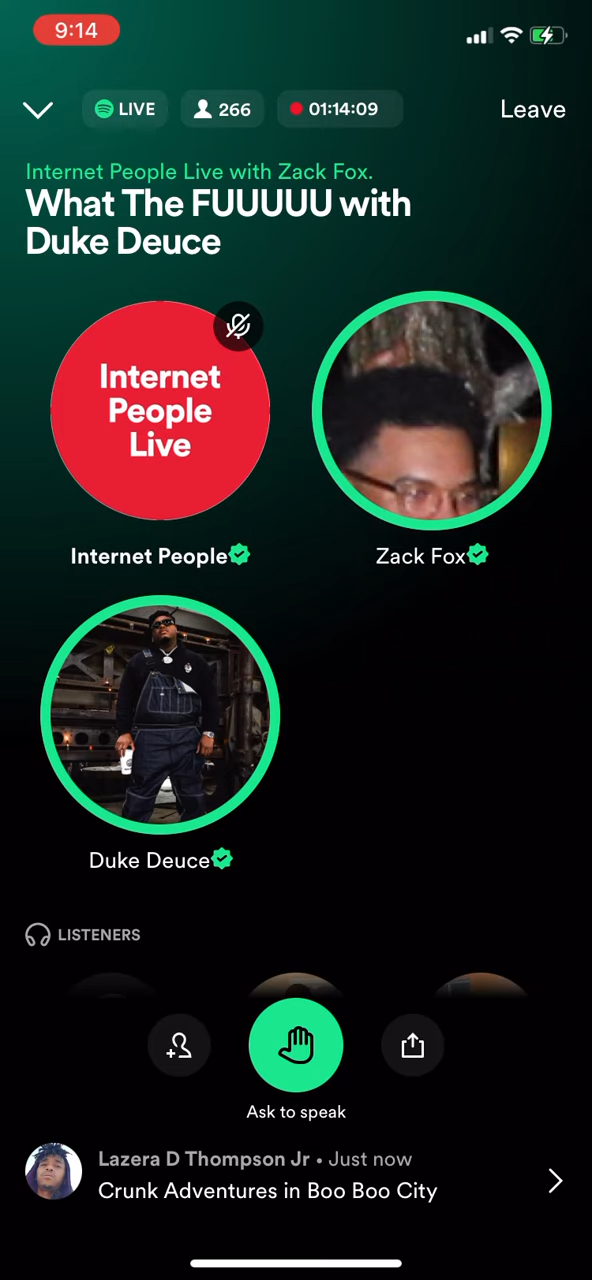 9:14
LIVE
266
01:14:09
Leave
Internet People Live with Zack Fox.
What The FUUUUU with
Duke Deuce
Internet
People
Live
Internet People
Zack Fox
Duke Deuce
LISTENERS
Ask to speak
Lazera D Thompson Jr • Just now
Crunk Adventures in Boo Boo City